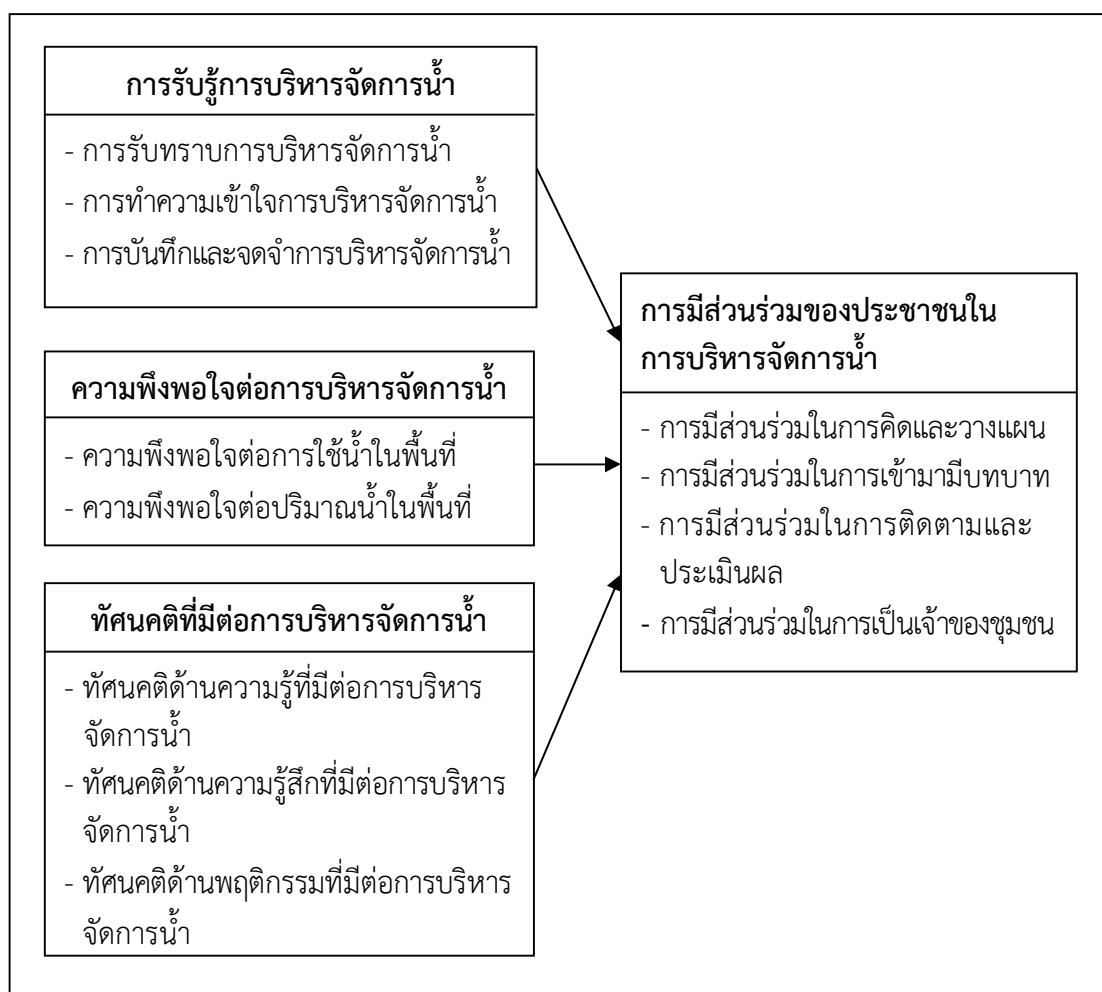 การรับรู้การบริหารจัดการน้ำ
- การรับทราบการบริหารจัดการน้ำ
- การทำความเข้าใจการบริหารจัดการน้ำ
- การบันทึกและจดจำการบริหารจัดการน้ำ
ความพึงพอใจต่อการบริหารจัดการน้ำ
- ความพึงพอใจต่อการใช้น้ำในพื้นที่
- ความพึงพอใจต่อปริมาณน้ำในพื้นที่
ทัศนคติที่มีต่อการบริหารจัดการน้ำ
- ทัศนคติด้านความรู้ที่มีต่อการบริหาร
จัดการน้ำ
- ทัศนคติด้านความรู้สึกที่มีต่อการบริหาร
จัดการน้ำ
- ทัศนคติด้านพฤติกรรมที่มีต่อการบริหาร
จัดการน้ำ
การมีส่วนร่วมของประชาชนใน
การบริหารจัดการน้ำ
- การมีส่วนร่วมในการคิดและวางแผน
- การมีส่วนร่วมในการเข้ามามีบทบาท
- การมีส่วนร่วมในการติดตามและ
ประเมินผล
- การมีส่วนร่วมในการเป็นเจ้าของชุมชน